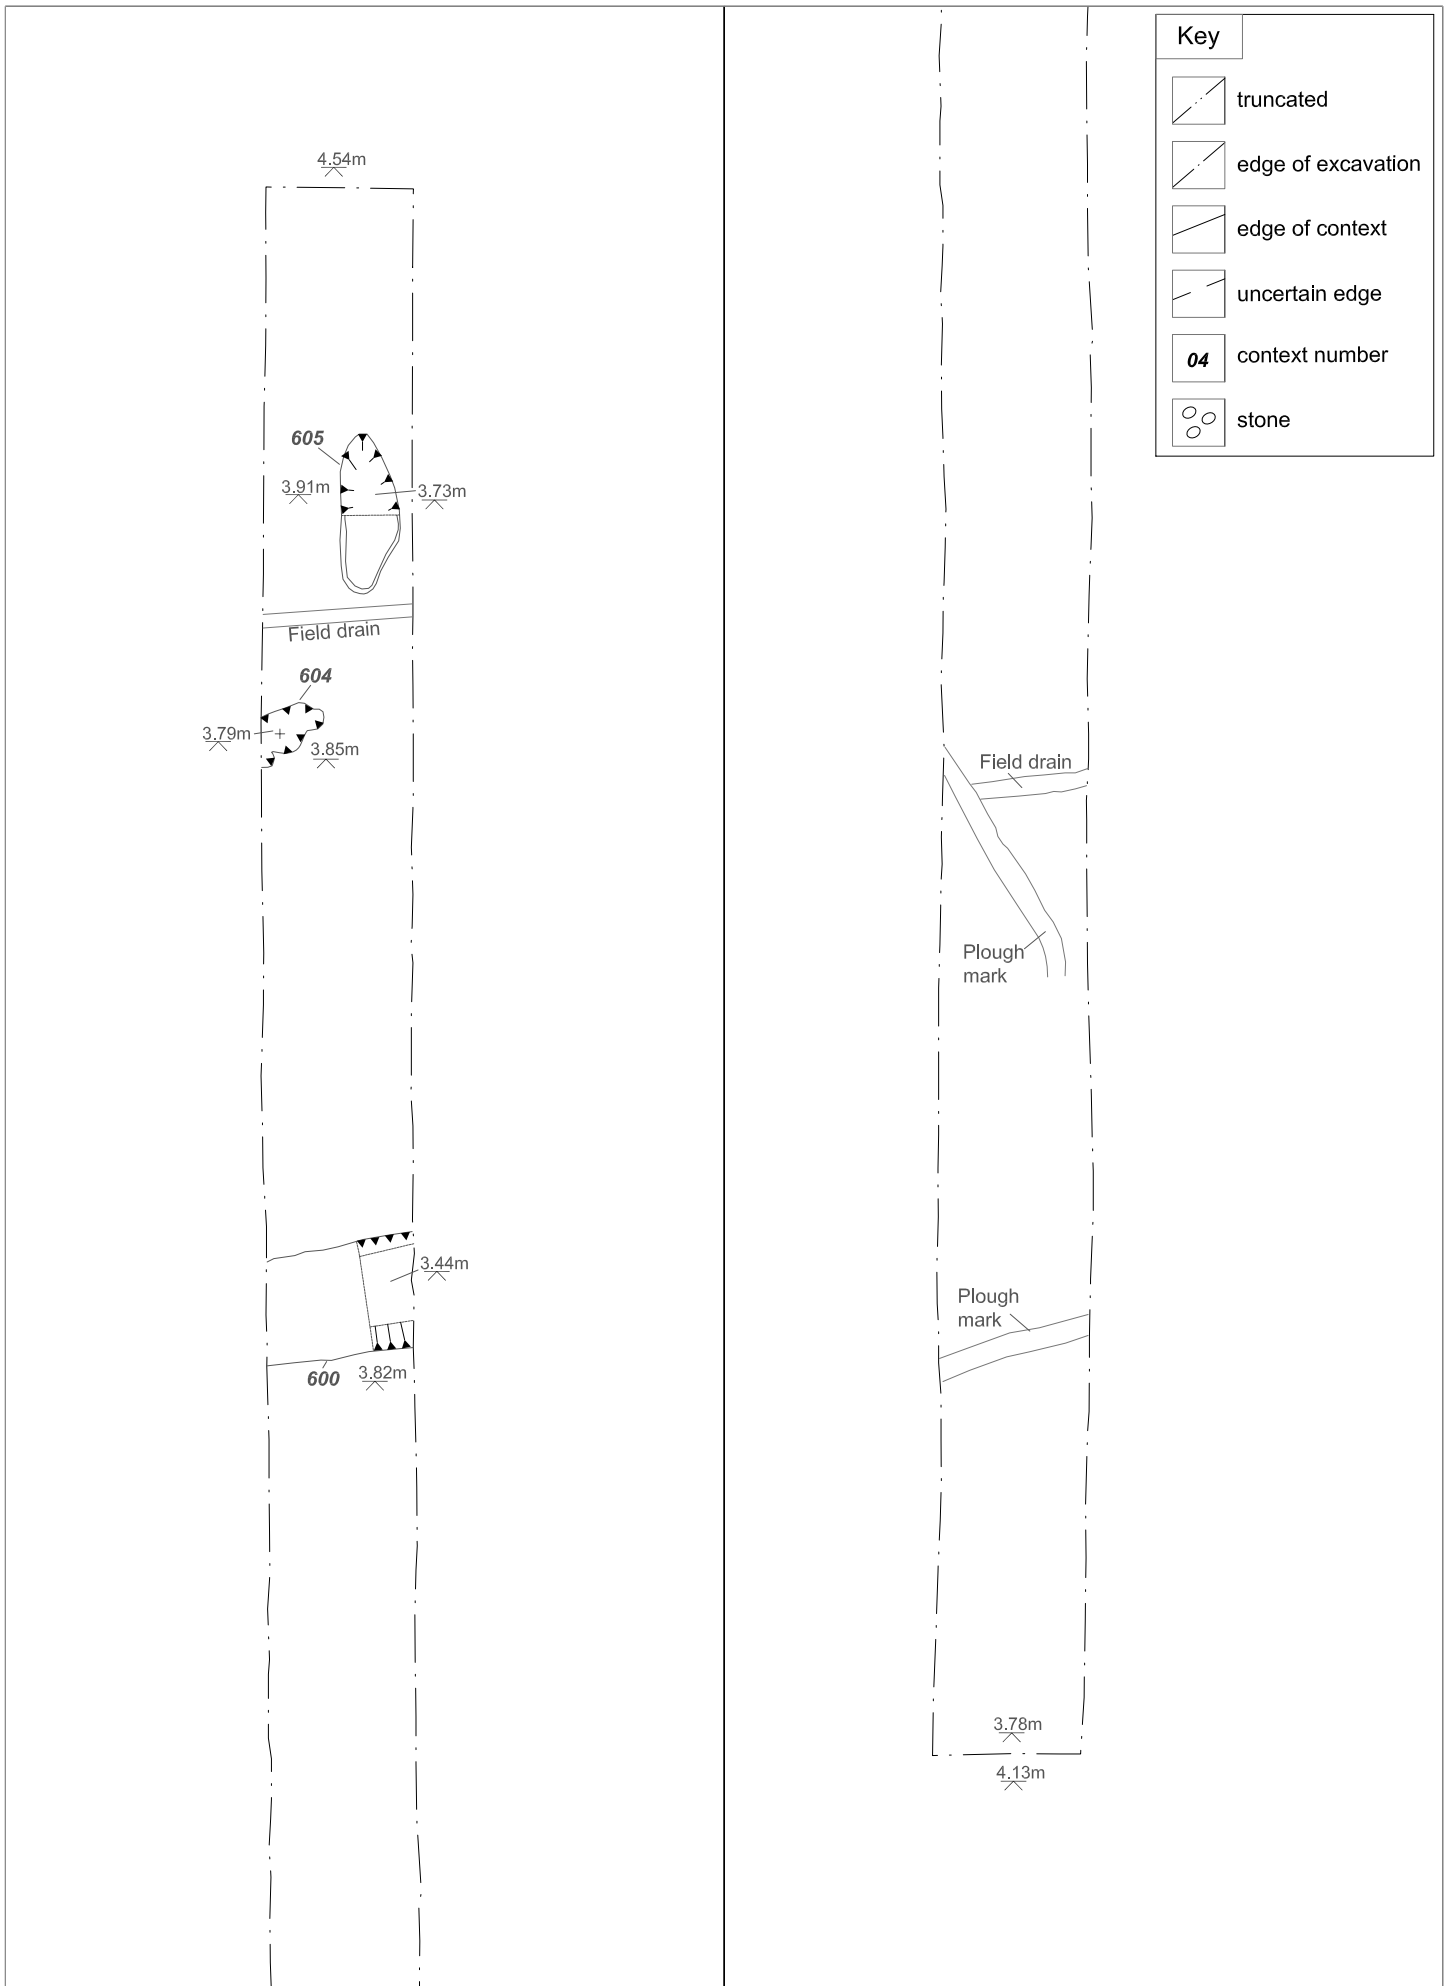 4.54m
605
3.91m
3.73m
Field drain
604
3.79m
3.85m
3.44m
600
3.82m
Field drain
Plough
mark
Plough
mark
3.78m
4.13m
Key
truncated
edge of excavation
edge of context
uncertain edge
04
context number
stone